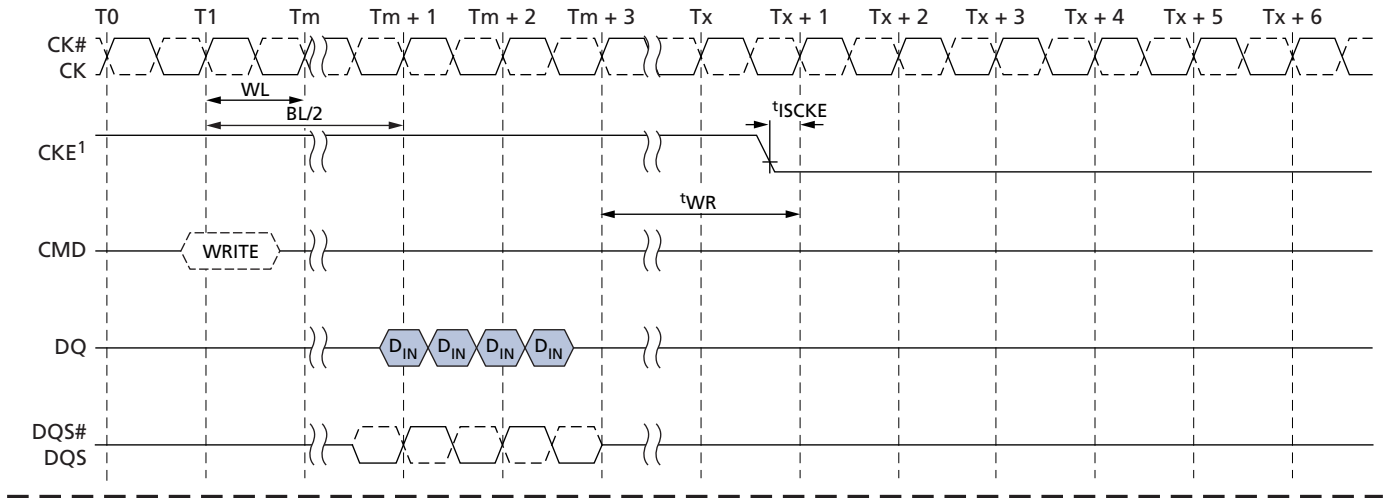 T0 T1 Tm Tm + 1 Tm + 2 Tm + 3 Tx Tx + 1 Tx + 2 Tx + 3 Tx + 4 Tx + 5 Tx + 6
CK#
CK
WL
BL/2
tISCKE
CKE1
tWR
CMD WRITE
DQ DIN DIN DIN DIN
DQS#
DQS